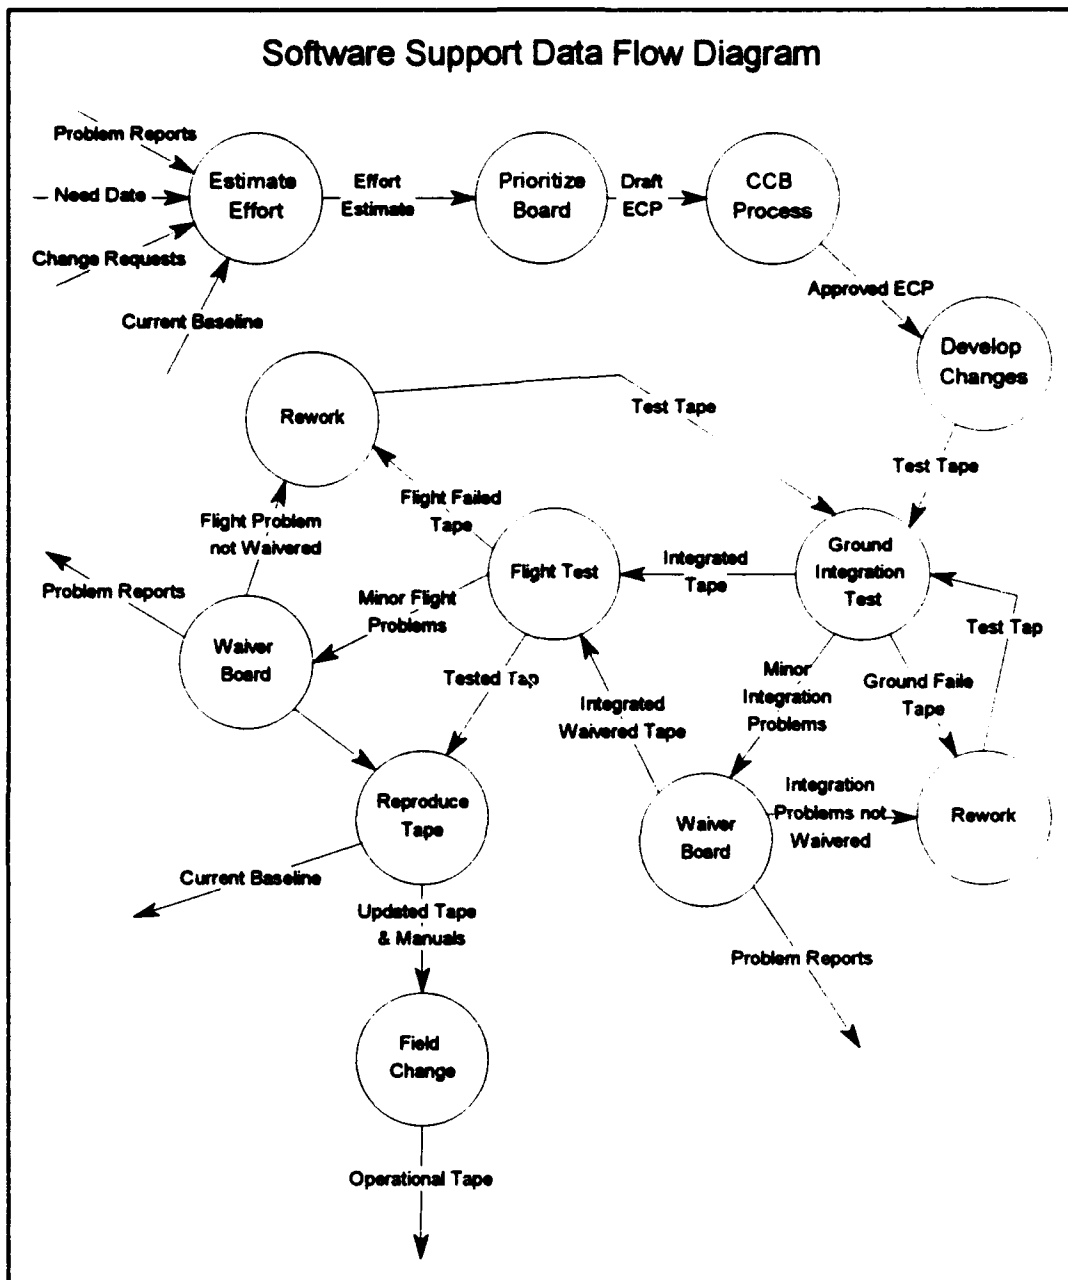 Software Support Data Flow Diagram
Problem Reports
Need Date
Change Requests
Current Baseline
Estimate
Effort
Effort
Estimate
Prioritize
Board
Draft
ECP
CCB
Process
Approved ECP
Develop
Changes
Test Tape
Rework
Test Tape
Flight Failed
Tape
Flight Problem
not Waivered
Problem Reports
Waiver
Board
Minor Flight
Problems
Flight Test
Integrated
Tape
Ground
Integration
Test
Test Tap
Tested Tap
Integrated
Waivered Tape
Minor
Integration
Problems
Ground Faile
Tape
Reproduce
Tape
Waiver
Board
Integration
Problems not
Waivered
Rework
Current Baseline
Updated Tape
& Manuals
Problem Reports
Field
Change
Operational Tape